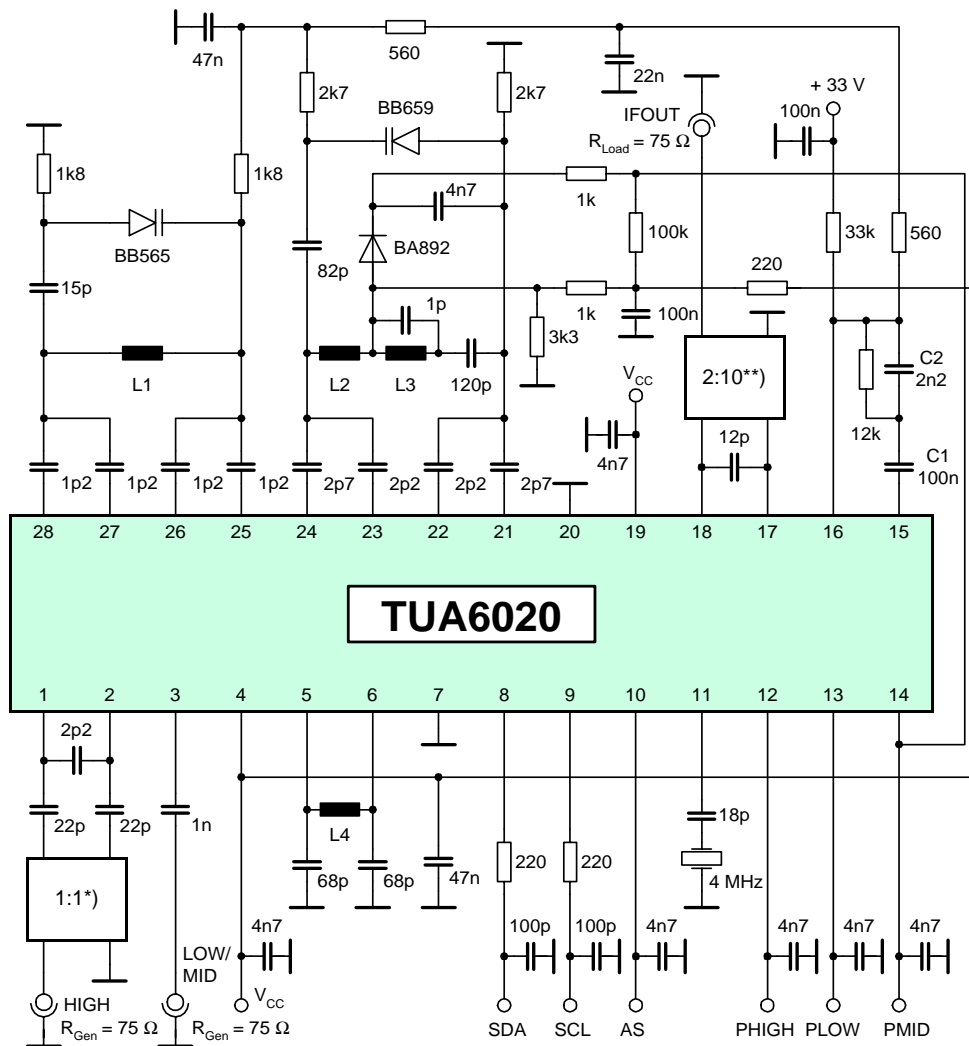 47n
560
22n
+ 33 V
2k7
BB659
2k7
IFOUT
R_Load = 75 Ω
100n
1k8
1k8
4n7
1k
BB565
BA892
100k
33k
560
15p
82p
220
1p
1k
100n
3k3
L1
L2
L3
120p
V_CC
2:10**)
C2
2n2
12k
4n7
12p
C1
100n
1p2
1p2
1p2
1p2
2p7
2p2
2p2
2p7
28 27 26 25 24 23 22 21 20 19 18 17 16 15
TUA6020
1 2 3 4 5 6 7 8 9 10 11 12 13 14
2p2
22p
22p
1n
L4
18p
220
220
68p
68p
47n
4 MHz
1:1*)
LOW/
MID
4n7
100p
100p
4n7
4n7
4n7
4n7
HIGH
V_CC
R_Gen = 75 Ω
R_Gen = 75 Ω
SDA
SCL
AS
PHIGH
PLOW
PMID